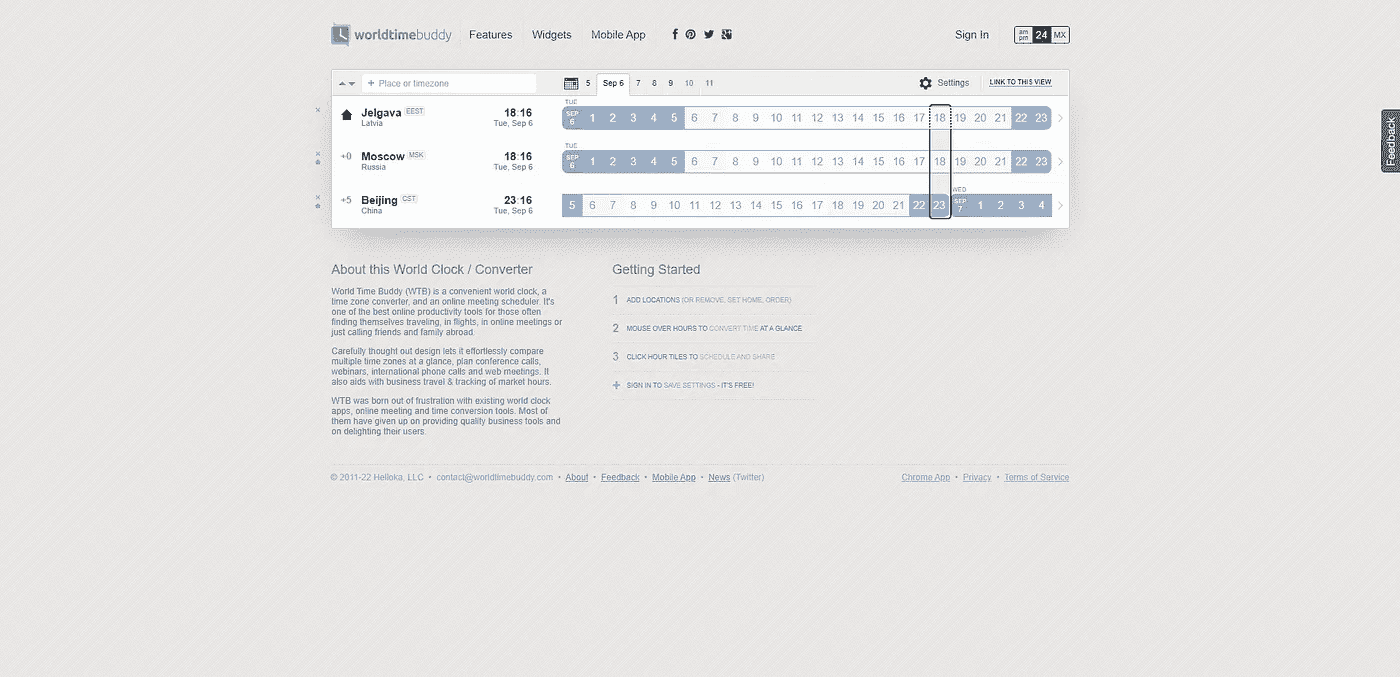 worldtimebuddy Features Widgets Mobile App Sign In am pm 24 MX
+ Place or timezone 5 Sep 6 7 8 9 10 11 Settings LINK TO THIS VIEW
TUE
Jelgava EEST 18:16 SEP 6 1 2 3 4 5 6 7 8 9 10 11 12 13 14 15 16 17 18 19 20 21 22 23
Latvia Tue, Sep 6
TUE
+0 Moscow MSK 18:16 SEP 6 1 2 3 4 5 6 7 8 9 10 11 12 13 14 15 16 17 18 19 20 21 22 23
Russia Tue, Sep 6
WED
+5 Beijing CST 23:16 5 6 7 8 9 10 11 12 13 14 15 16 17 18 19 20 21 22 23 SEP 7 1 2 3 4
China Tue, Sep 6
Feedback
About this World Clock / Converter
World Time Buddy (WTB) is a convenient world clock, a
time zone converter, and an online meeting scheduler. It's
one of the best online productivity tools for those often
finding themselves traveling, in flights, in online meetings or
just calling friends and family abroad.
Carefully thought out design lets it effortlessly compare
multiple time zones at a glance, plan conference calls,
webinars, international phone calls and web meetings. It
also aids with business travel & tracking of market hours.
WTB was born out of frustration with existing world clock
apps, online meeting and time conversion tools. Most of
them have given up on providing quality business tools and
on delighting their users.
Getting Started
1 ADD LOCATIONS (OR REMOVE, SET HOME, ORDER)
2 MOUSE OVER HOURS TO CONVERT TIME AT A GLANCE
3 CLICK HOUR TILES TO SCHEDULE AND SHARE
+ SIGN IN TO SAVE SETTINGS - IT'S FREE!
© 2011-22 Helloka, LLC • contact@worldtimebuddy.com • About • Feedback • Mobile App • News (Twitter) Chrome App • Privacy • Terms of Service